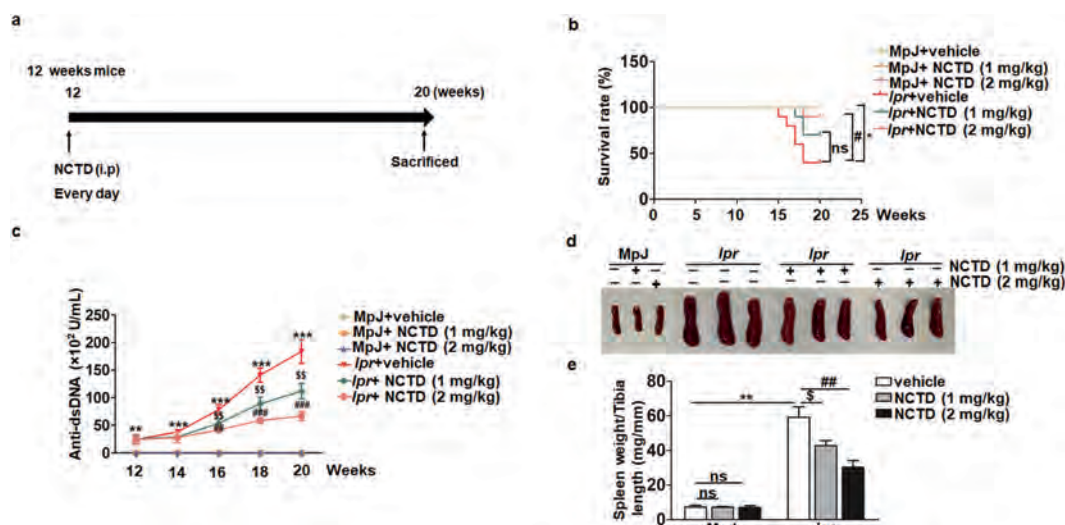 a
12 weeks mice
12
20 (weeks)
NCTD (i.p)
Every day
Sacrificed
b
Survival rate (%)
150
100
50
0
0 5 10 15 20 25 Weeks
MpJ+vehicle
MpJ+ NCTD (1 mg/kg)
MpJ+ NCTD (2 mg/kg)
lpr+vehicle
lpr+NCTD (1 mg/kg)
lpr+NCTD (2 mg/kg)
ns
#
*
c
Anti-dsDNA (×10² U/mL)
250
200
150
100
50
0
12 14 16 18 20 Weeks
** *** *** *** ***
$$ $$ $$
### ###
MpJ+vehicle
MpJ+ NCTD (1 mg/kg)
MpJ+ NCTD (2 mg/kg)
lpr+vehicle
lpr+ NCTD (1 mg/kg)
lpr+ NCTD (2 mg/kg)
d
MpJ lpr lpr lpr
– + – – – – + + + – – – NCTD (1 mg/kg)
– – + – – – – – – + + + NCTD (2 mg/kg)
e
Spleen weight/Tibia
length (mg/mm)
80
60
40
20
0
ns
ns
**
$
##
vehicle
NCTD (1 mg/kg)
NCTD (2 mg/kg)